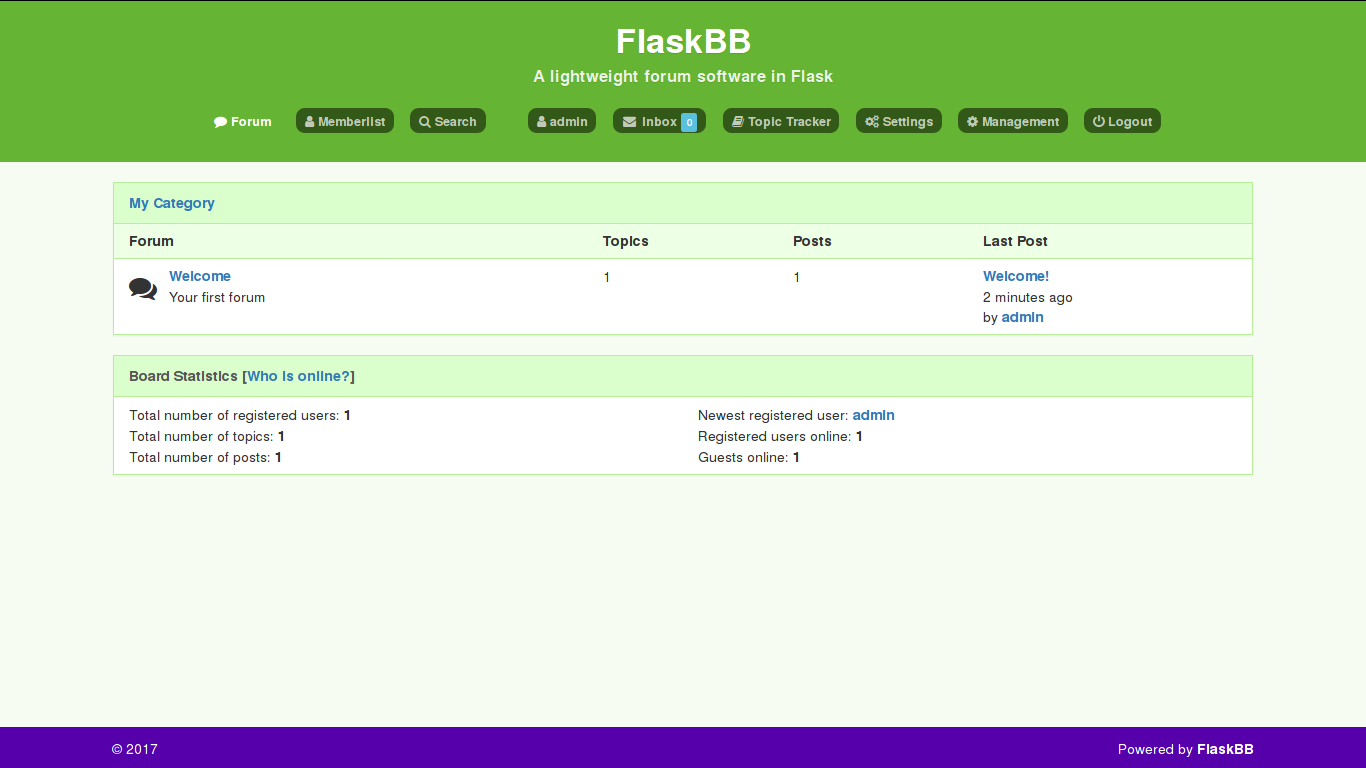 FlaskBB
A lightweight forum software in Flask
Forum Memberlist Search admin Inbox 0 Topic Tracker Settings Management Logout
My Category
Forum Topics Posts Last Post
Welcome 1 1 Welcome!
Your first forum 2 minutes ago
by admin
Board Statistics [Who is online?]
Total number of registered users: 1 Newest registered user: admin
Total number of topics: 1 Registered users online: 1
Total number of posts: 1 Guests online: 1
© 2017 Powered by FlaskBB